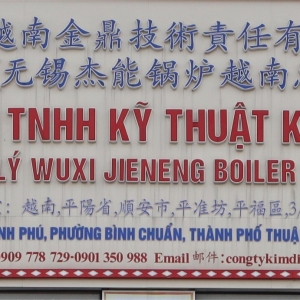 越南金鼎技術責任有
无锡杰能锅炉越南
TNHH KỸ THUẬT K
LÝ WUXI JIENENG BOILER
：越南,平陽省,順安市,平准坊,平福區,3
NH PHÚ, PHƯỜNG BÌNH CHUẨN, THÀNH PHỐ THUẬ
0909 778 729-0901 350 988 Email 邮件:congtykimdi